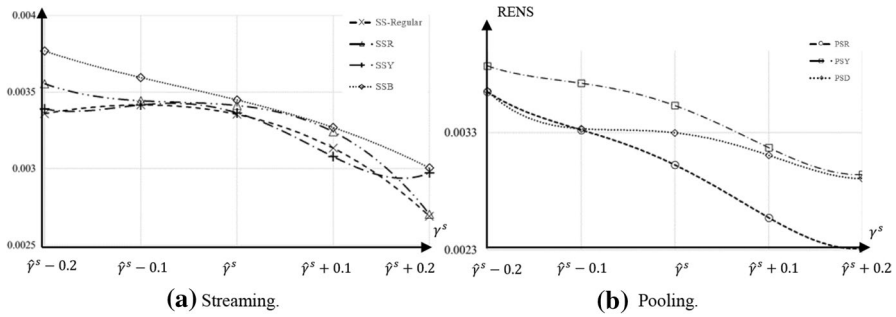 0.004
0.0035
0.003
0.0025
SS-Regular
SSR
SSY
SSB
γ^s
γ̂^s − 0.2
γ̂^s − 0.1
γ̂^s
γ̂^s + 0.1
γ̂^s + 0.2
(a) Streaming.
RENS
0.0033
0.0023
PSR
PSY
PSD
γ^s
γ̂^s − 0.2
γ̂^s − 0.1
γ̂^s
γ̂^s + 0.1
γ̂^s + 0.2
(b) Pooling.